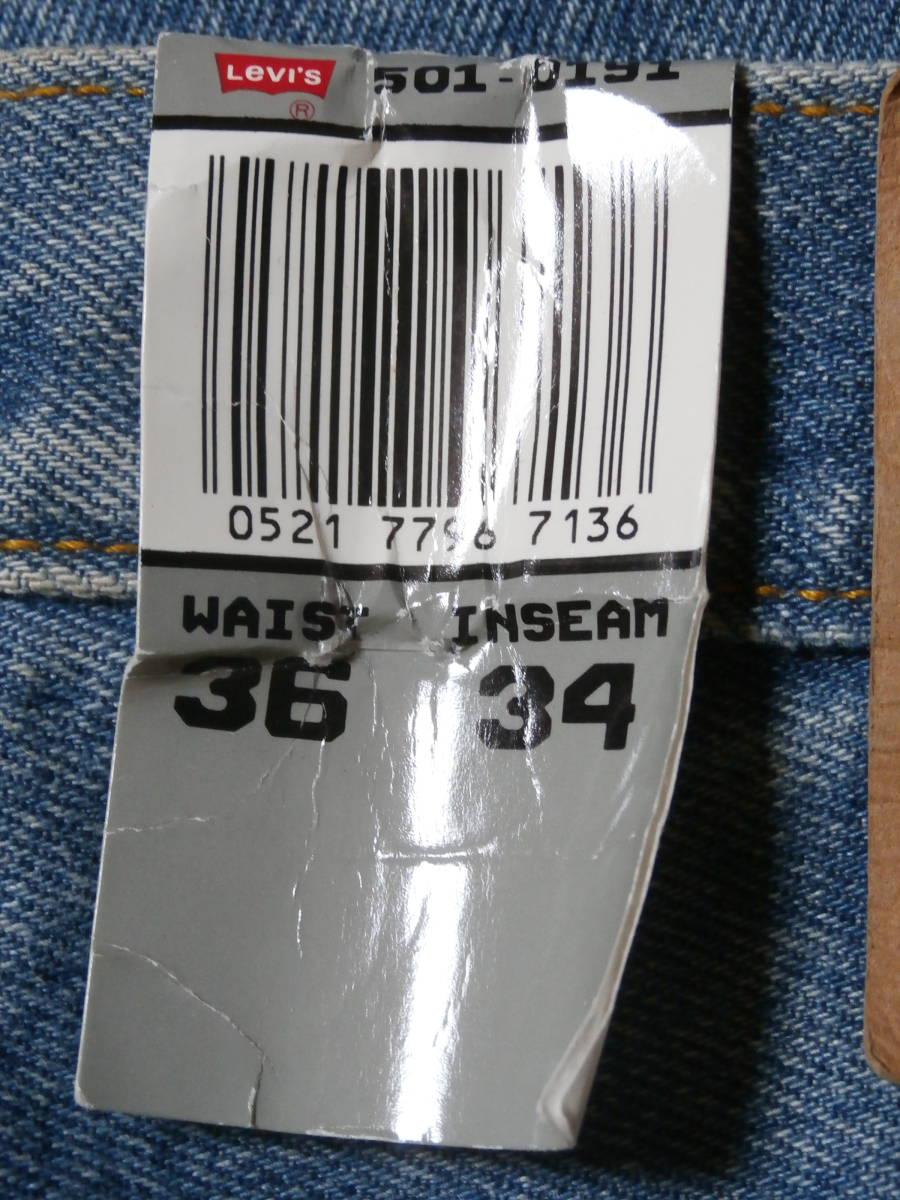 LEVI'S 501-0191
®
0521 7796 7136
WAIST INSEAM
36 34